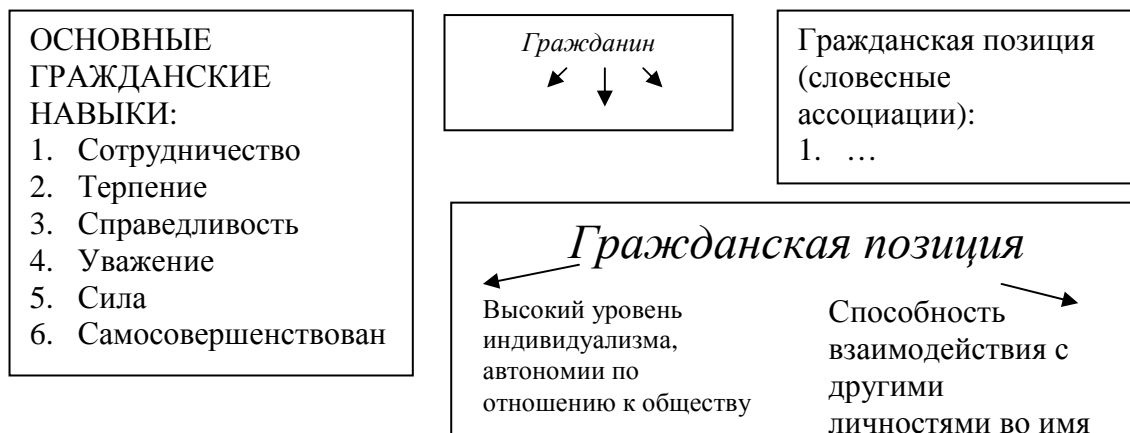 ОСНОВНЫЕ
ГРАЖДАНСКИЕ
НАВЫКИ:
1. Сотрудничество
2. Терпение
3. Справедливость
4. Уважение
5. Сила
6. Самосовершенствован
Гражданин
Гражданская позиция
(словесные
ассоциации):
1. …
Гражданская позиция
Высокий уровень
индивидуализма,
автономии по
отношению к обществу
Способность
взаимодействия с
другими
личностями во имя